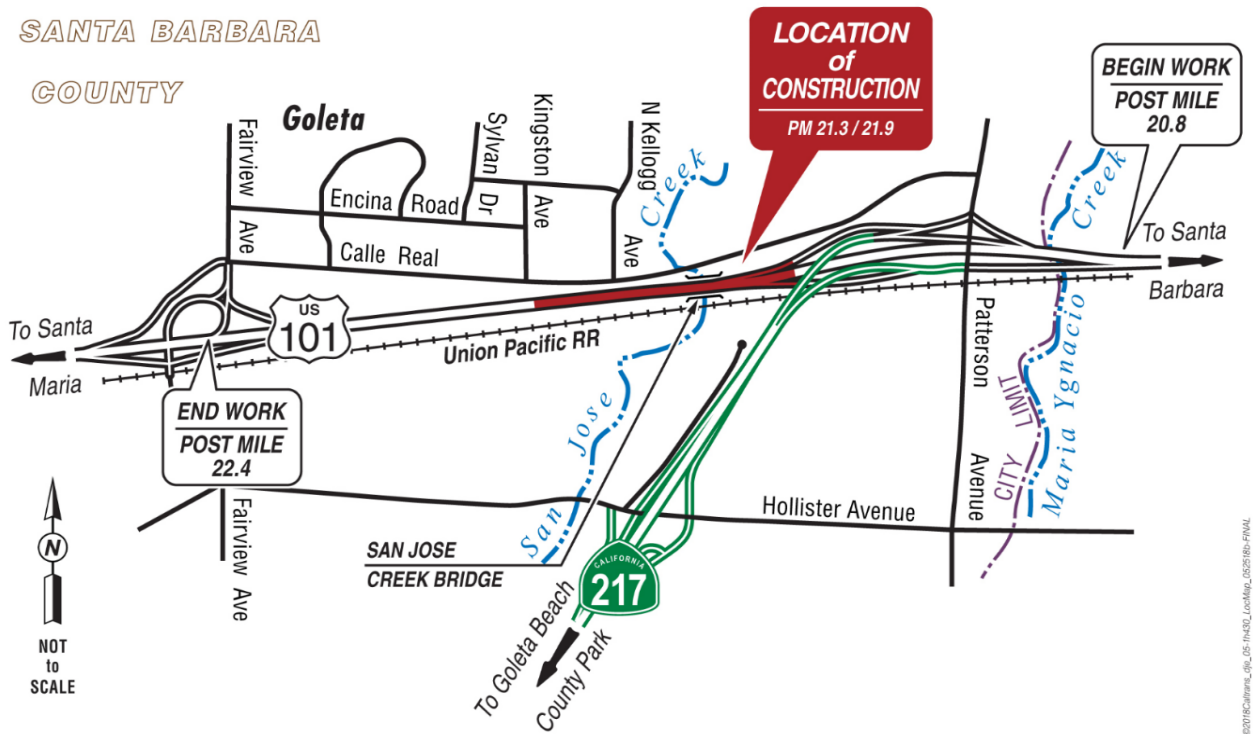 SANTA BARBARA
COUNTY
Goleta
Fairview
Ave
Encina Road
Sylvan
Dr
Kingston
Ave
N Kellogg
Ave
Calle Real
Creek
LOCATION
of
CONSTRUCTION
PM 21.3 / 21.9
BEGIN WORK
POST MILE
20.8
Creek
To Santa
Barbara
To Santa
Maria
US
101
Union Pacific RR
END WORK
POST MILE
22.4
San Jose
Patterson
Avenue
CITY LIMIT
Maria Ygnacio
Fairview Ave
Hollister Avenue
SAN JOSE
CREEK BRIDGE
CALIFORNIA
217
To Goleta Beach
County Park
N
NOT
to
SCALE
©2018Caltrans_dje_05-1h430_LocMap_052518b-FINAL